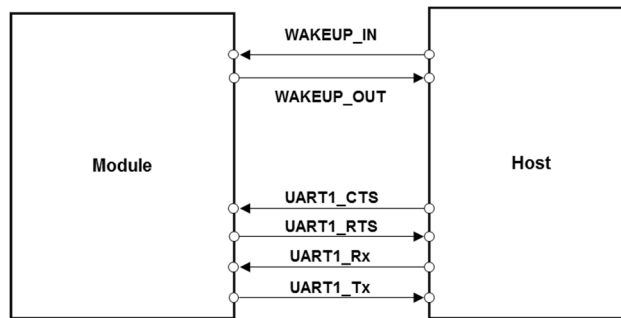 WAKEUP_IN
WAKEUP_OUT
Module
Host
UART1_CTS
UART1_RTS
UART1_Rx
UART1_Tx